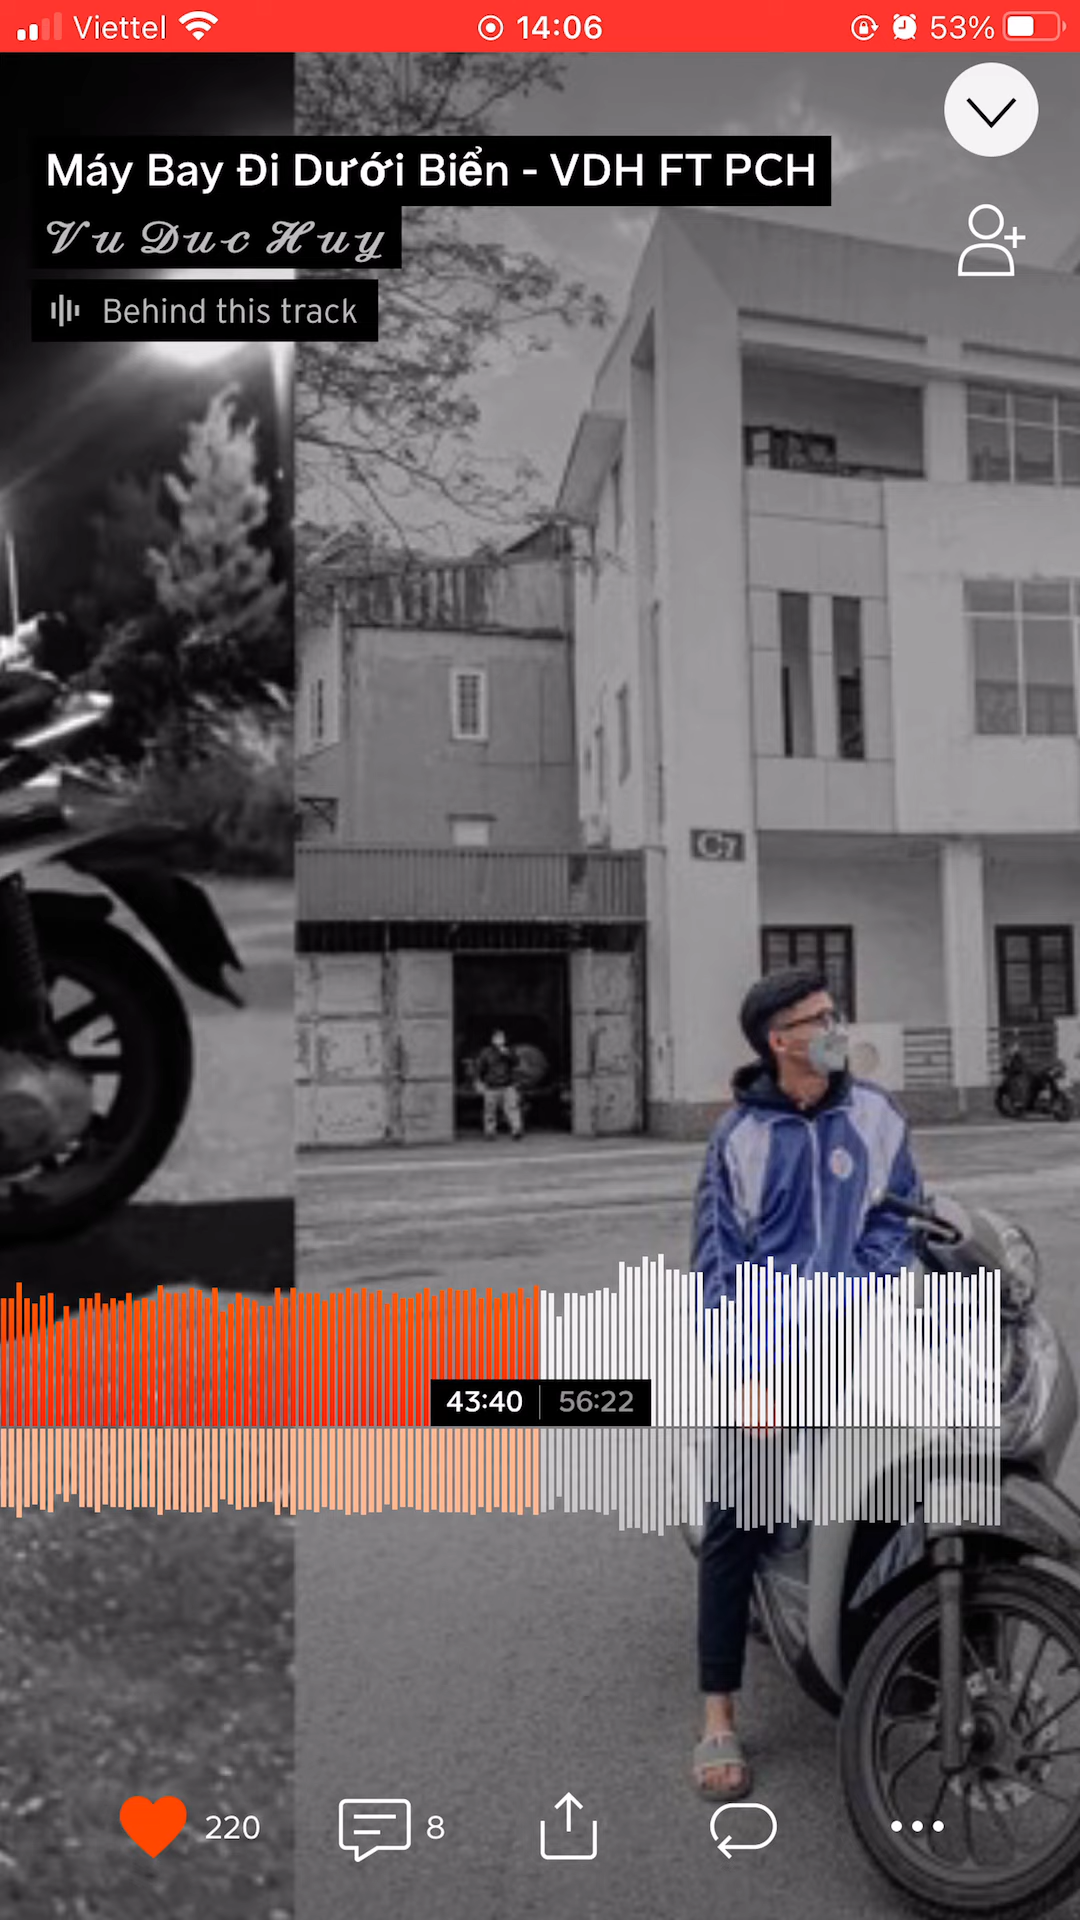 Viettel 14:06 53%
Máy Bay Đi Dưới Biển - VDH FT PCH
𝓥𝓾 𝓓𝓾𝓬 𝓗𝓾𝔂
Behind this track
C7
43:40 56:22
220 8